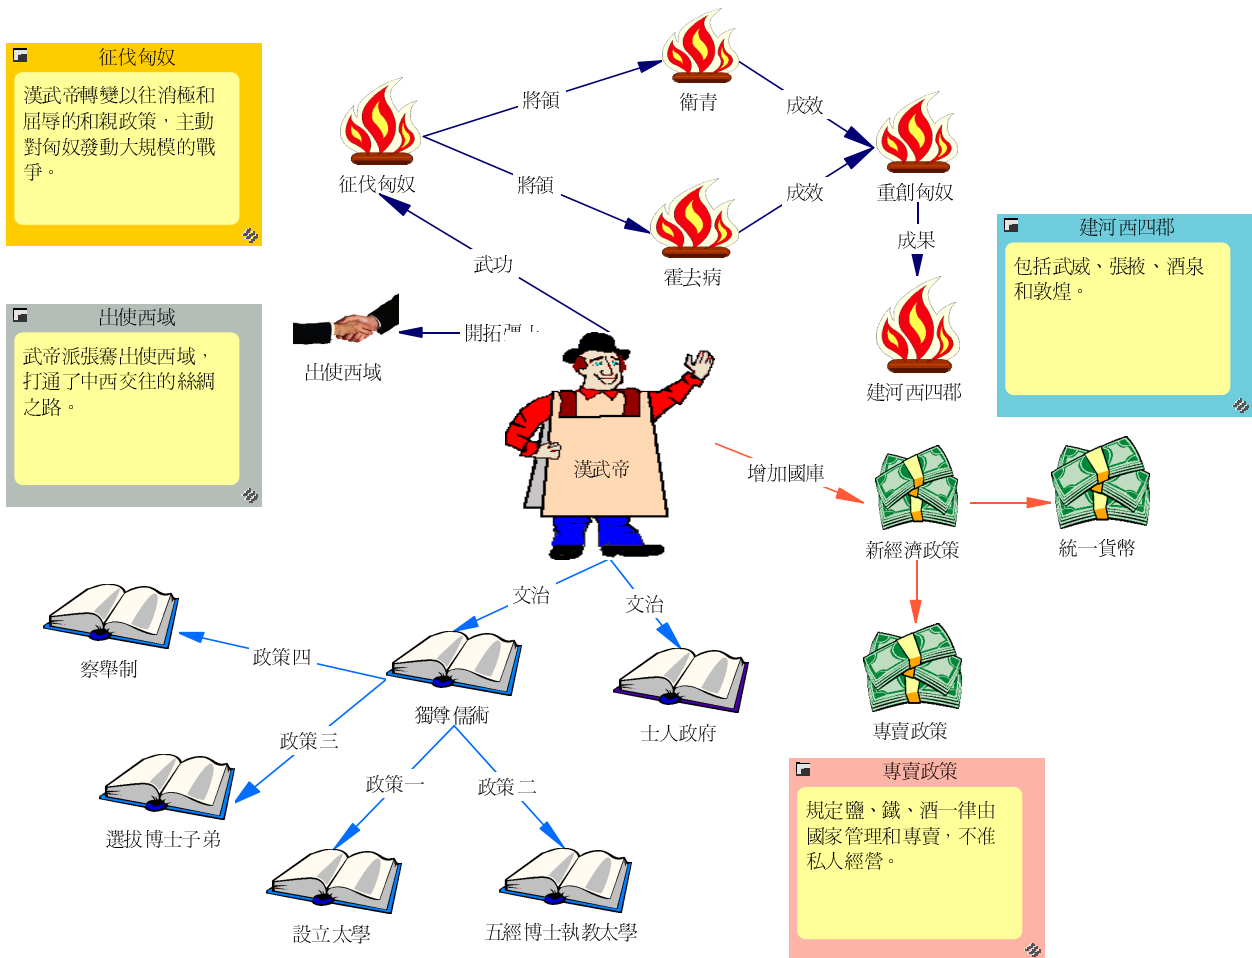 征伐匈奴
漢武帝轉變以往消極和
屈辱的和親政策，主動
對匈奴發動大規模的戰
爭。
出使西域
武帝派張騫出使西域，
打通了中西交往的絲綢
之路。
征伐匈奴
將領
將領
衛青
霍去病
成效
成效
重創匈奴
成果
建河西四郡
建河西四郡
包括武威、張掖、酒泉
和敦煌。
武功
開拓
出使西域
漢武帝
增加國庫
新經濟政策
統一貨幣
專賣政策
專賣政策
規定鹽、鐵、酒一律由
國家管理和專賣，不准
私人經營。
文治
文治
獨尊儒術
士人政府
政策四
察舉制
政策三
選拔博士子弟
政策一
設立太學
政策二
五經博士執教太學